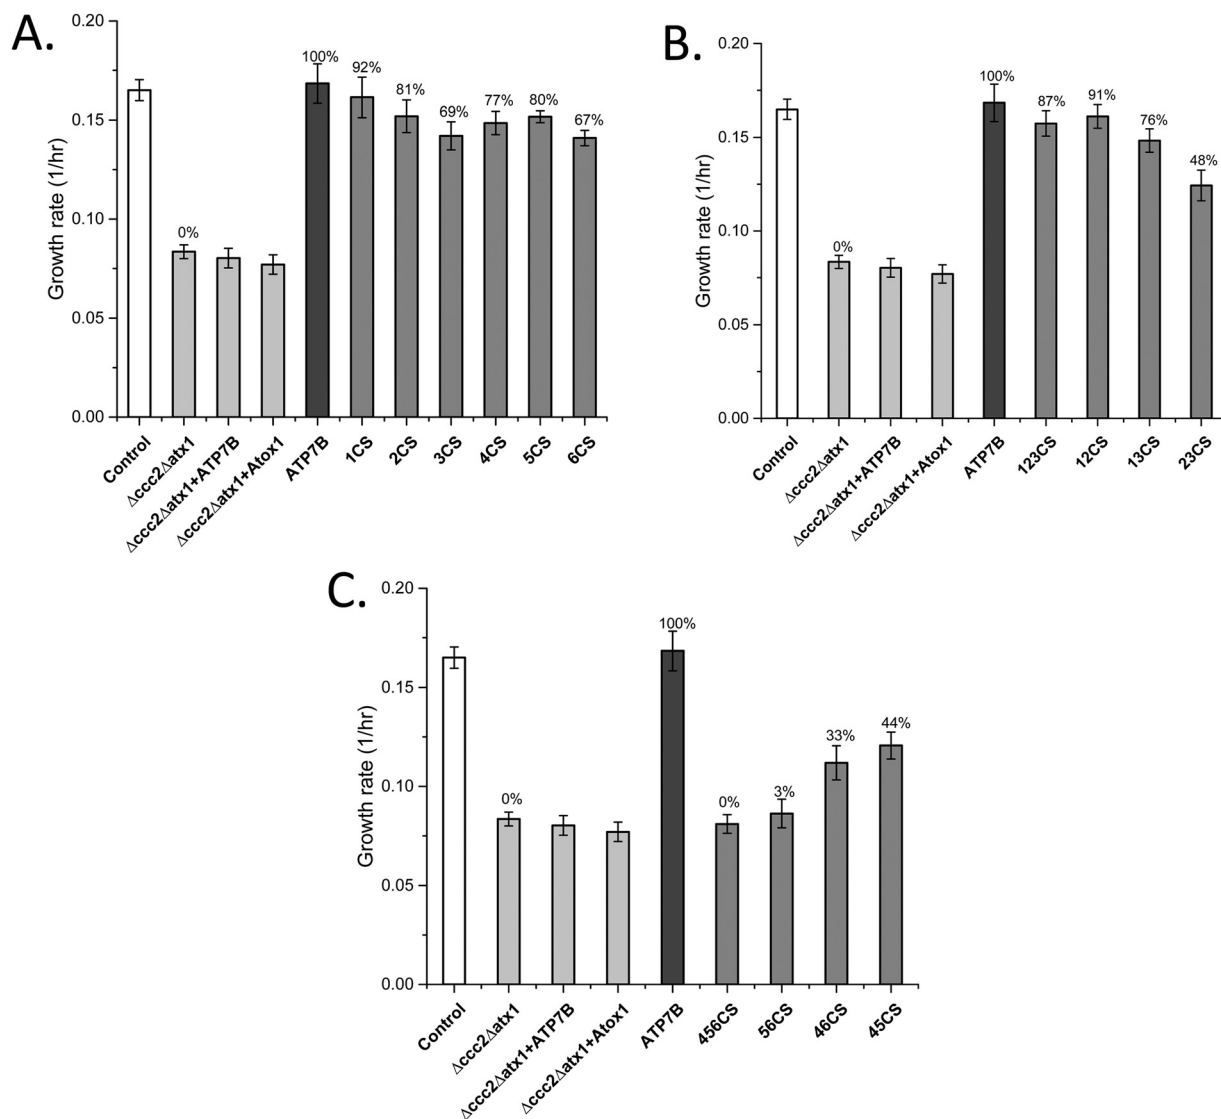 A.
0.20
0.15
0.10
0.05
0.00
Growth rate (1/hr)
0%
100%
92%
81%
69%
77%
80%
67%
Control
Δccc2Δatx1
Δccc2Δatx1+ATP7B
Δccc2Δatx1+Atox1
ATP7B
1CS
2CS
3CS
4CS
5CS
6CS
B.
0.20
0.15
0.10
0.05
0.00
Growth rate (1/hr)
0%
100%
87%
91%
76%
48%
Control
Δccc2Δatx1
Δccc2Δatx1+ATP7B
Δccc2Δatx1+Atox1
ATP7B
123CS
12CS
13CS
23CS
C.
0.20
0.15
0.10
0.05
0.00
Growth rate (1/hr)
0%
100%
0%
3%
33%
44%
Control
Δccc2Δatx1
Δccc2Δatx1+ATP7B
Δccc2Δatx1+Atox1
ATP7B
456CS
56CS
46CS
45CS